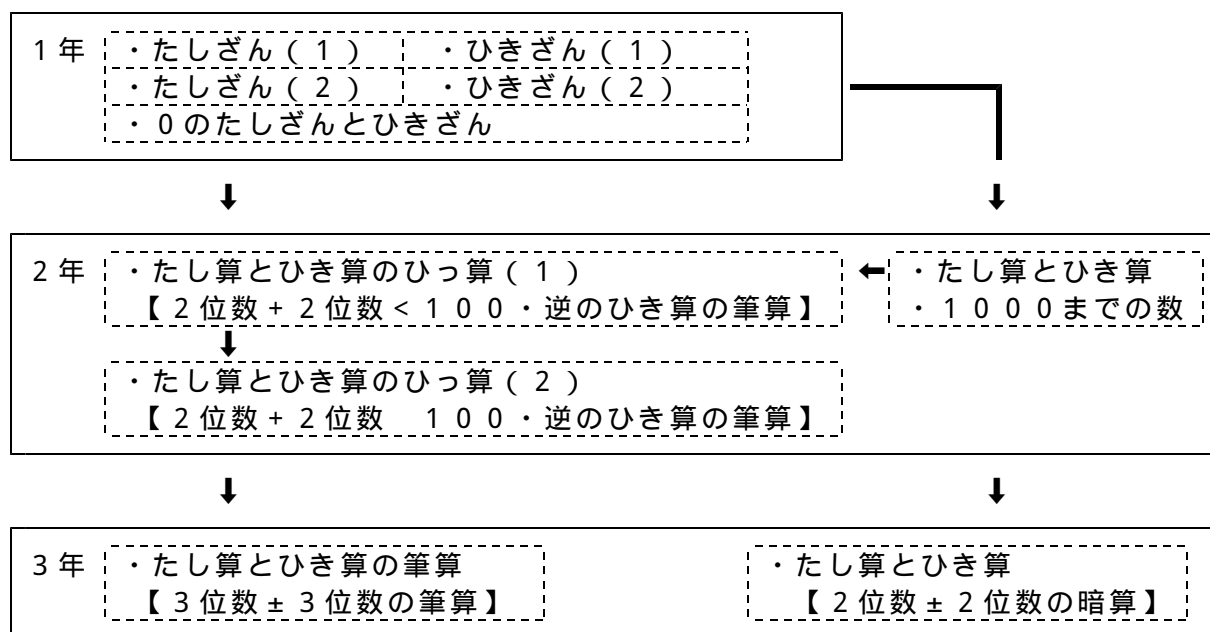 1年 ・たしざん(1) ・ひきざん(1)
・たしざん(2) ・ひきざん(2)
・0のたしざんとひきざん
⬇ ⬇
2年 ・たし算とひき算のひっ算(1) ⬅ ・たし算とひき算
【2位数+2位数<100・逆のひき算の筆算】 ・1000までの数
⬇
・たし算とひき算のひっ算(2)
【2位数+2位数 100・逆のひき算の筆算】
⬇ ⬇
3年 ・たし算とひき算の筆算 ・たし算とひき算
【3位数±3位数の筆算】 【2位数±2位数の暗算】